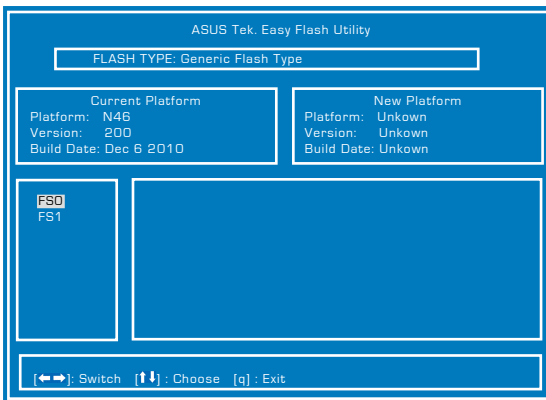 ASUS Tek. Easy Flash Utility
FLASH TYPE: Generic Flash Type
Current Platform
Platform: N46
Version: 200
Build Date: Dec 6 2010
New Platform
Platform: Unkown
Version: Unkown
Build Date: Unkown
FS0
FS1
[←→]: Switch [↑↓] : Choose [q] : Exit